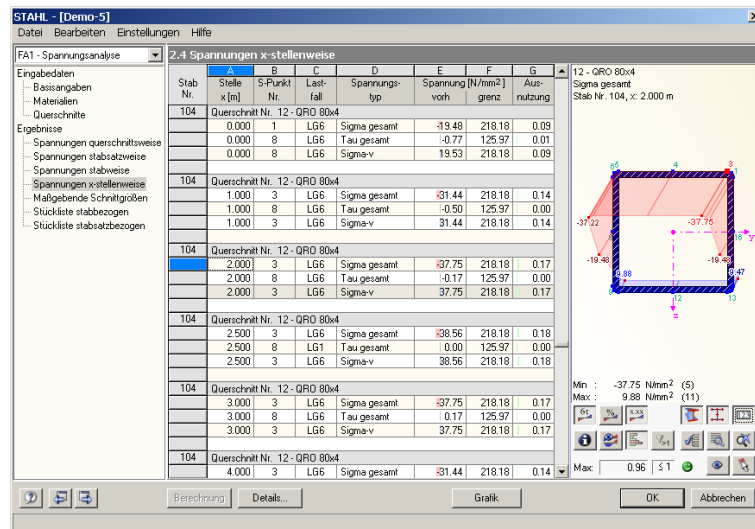 STAHL - [Demo-5]
Datei Bearbeiten Einstellungen Hilfe
FA1 - Spannungsanalyse
Eingabedaten
Basisangaben
Materialien
Querschnitte
Ergebnisse
Spannungen querschnittsweise
Spannungen stabsatzweise
Spannungen stabweise
Spannungen x-stellenweise
Maßgebende Schnittgrößen
Stückliste stabbezogen
Stückliste stabsatzbezogen
2.4 Spannungen x-stellenweise
A B C D E F G
Stab Stelle S-Punkt Last- Spannungs- Spannung [N/mm²] Aus-
Nr. x [m] Nr. fall typ vorh grenz nutzung
104 Querschnitt Nr. 12 - QRO 80x4
0.000 1 LG6 Sigma gesamt -19.48 218.18 0.09
0.000 8 LG6 Tau gesamt -0.77 125.97 0.01
0.000 8 LG6 Sigma-v 19.53 218.18 0.09
104 Querschnitt Nr. 12 - QRO 80x4
1.000 3 LG6 Sigma gesamt -31.44 218.18 0.14
1.000 8 LG6 Tau gesamt -0.50 125.97 0.00
1.000 3 LG6 Sigma-v 31.44 218.18 0.14
104 Querschnitt Nr. 12 - QRO 80x4
2.000 3 LG6 Sigma gesamt -37.75 218.18 0.17
2.000 8 LG6 Tau gesamt -0.17 125.97 0.00
2.000 3 LG6 Sigma-v 37.75 218.18 0.17
104 Querschnitt Nr. 12 - QRO 80x4
2.500 3 LG6 Sigma gesamt -38.56 218.18 0.18
2.500 8 LG1 Tau gesamt 0.00 125.97 0.00
2.500 3 LG6 Sigma-v 38.56 218.18 0.18
104 Querschnitt Nr. 12 - QRO 80x4
3.000 3 LG6 Sigma gesamt -37.75 218.18 0.17
3.000 8 LG6 Tau gesamt 0.17 125.97 0.00
3.000 3 LG6 Sigma-v 37.75 218.18 0.17
104 Querschnitt Nr. 12 - QRO 80x4
4.000 3 LG6 Sigma gesamt -31.44 218.18 0.14
12 - QRO 80x4
Sigma gesamt
Stab Nr. 104, x: 2.000 m
4 3
1
-37.22 -37.75
16 y
-19.48
9.88
12 13
z
Min : -37.75 N/mm² (5)
Max : 9.88 N/mm² (11)
x.xx
Max: 0.96 ≤ 1
Berechnung Details... Grafik OK Abbrechen